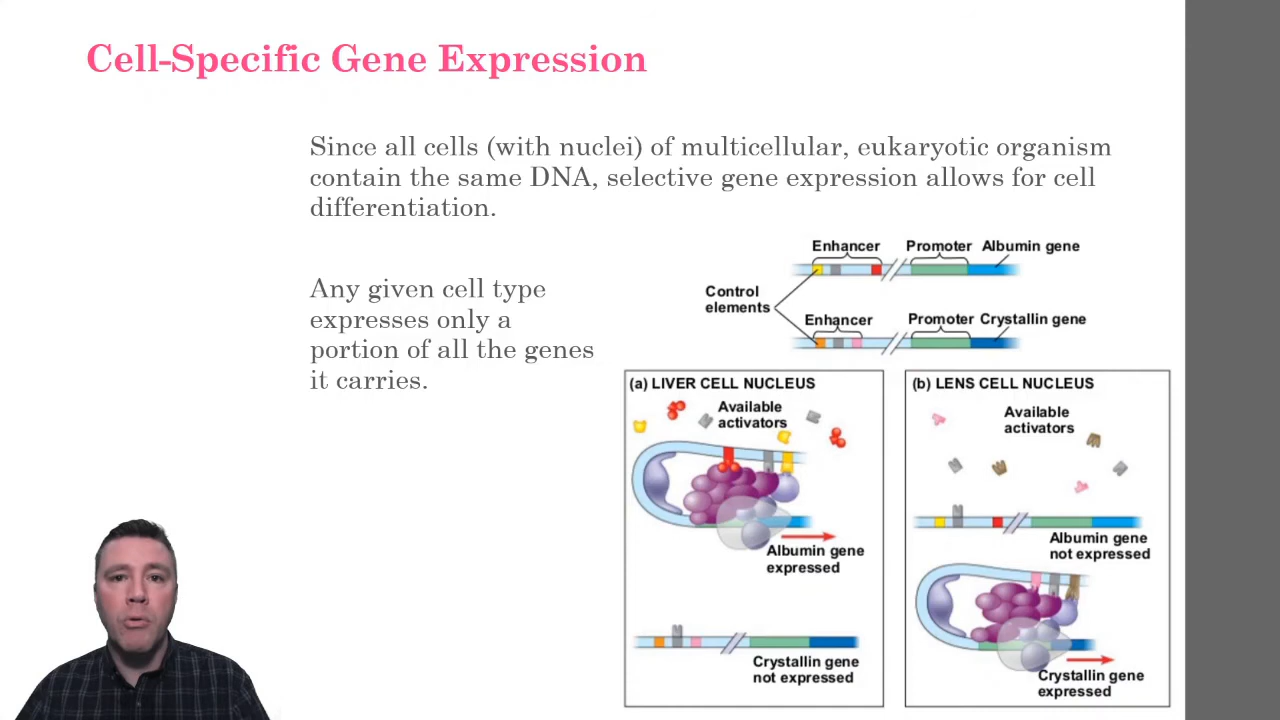 Cell-Specific Gene Expression
Since all cells (with nuclei) of multicellular, eukaryotic organism
contain the same DNA, selective gene expression allows for cell
differentiation.
Any given cell type
expresses only a
portion of all the genes
it carries.
Enhancer
Promoter
Albumin gene
Control
elements
Enhancer
Promoter
Crystallin gene
(a) LIVER CELL NUCLEUS
Available
activators
Albumin gene
expressed
Crystallin gene
not expressed
(b) LENS CELL NUCLEUS
Available
activators
Albumin gene
not expressed
Crystallin gene
expressed